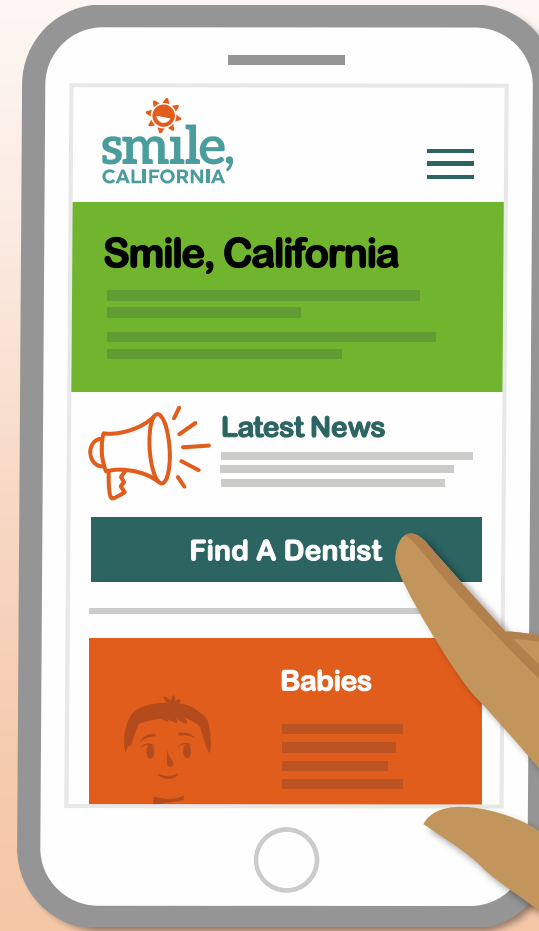 smile,
CALIFORNIA
Smile, California
Latest News
Find A Dentist
Babies